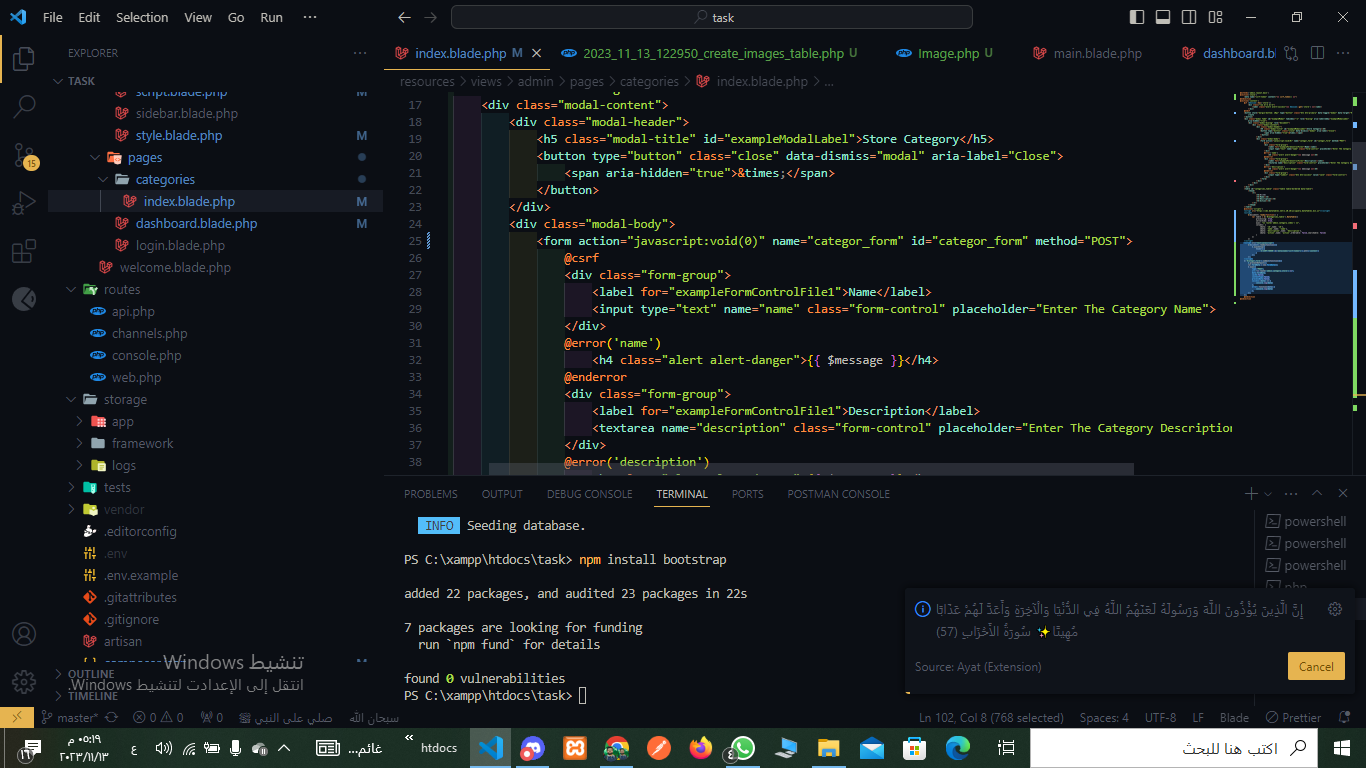 File Edit Selection View Go Run ···
task
EXPLORER
TASK
script.blade.php
sidebar.blade.php
style.blade.php M
pages
categories
index.blade.php M
dashboard.blade.php M
login.blade.php
welcome.blade.php
routes
api.php
channels.php
console.php
web.php
storage
app
framework
logs
tests
vendor
.editorconfig
.env
.env.example
.gitattributes
.gitignore
artisan
OUTLINE
TIMELINE
index.blade.php M
2023_11_13_122950_create_images_table.php U
Image.php U
main.blade.php
dashboard.bl
resources > views > admin > pages > categories > index.blade.php > ...
17 <div class="modal-content">
18 <div class="modal-header">
19 <h5 class="modal-title" id="exampleModalLabel">Store Category</h5>
20 <button type="button" class="close" data-dismiss="modal" aria-label="Close">
21 <span aria-hidden="true">&times;</span>
22 </button>
23 </div>
24 <div class="modal-body">
25 <form action="javascript:void(0)" name="categor_form" id="categor_form" method="POST">
26 @csrf
27 <div class="form-group">
28 <label for="exampleFormControlFile1">Name</label>
29 <input type="text" name="name" class="form-control" placeholder="Enter The Category Name">
30 </div>
31 @error('name')
32 <h4 class="alert alert-danger">{{ $message }}</h4>
33 @enderror
34 <div class="form-group">
35 <label for="exampleFormControlFile1">Description</label>
36 <textarea name="description" class="form-control" placeholder="Enter The Category Description
37 </div>
38 @error('description')
PROBLEMS OUTPUT DEBUG CONSOLE TERMINAL PORTS POSTMAN CONSOLE
INFO Seeding database.
PS C:\xampp\htdocs\task> npm install bootstrap
added 22 packages, and audited 23 packages in 22s
7 packages are looking for funding
run `npm fund` for details
found 0 vulnerabilities
PS C:\xampp\htdocs\task>
powershell
powershell
powershell
php
إِنَّ الَّذِينَ يُؤْذُونَ اللَّهَ وَرَسُولَهُ لَعَنَهُمُ اللَّهُ فِي الدُّنْيَا وَالْآخِرَةِ وَأَعَدَّ لَهُمْ عَذَابًا
مُهِينًا ✨ سُورَةُ الأَحْزَابِ (57)
Source: Ayat (Extension)
Cancel
تنشيط Windows
انتقل إلى الإعدادت لتنشيط Windows.
15
master* 0 0 0 صلي على النبي سبحان الله
Ln 102, Col 8 (768 selected) Spaces: 4 UTF-8 LF Blade Prettier
١٣
٠٥:١٩ م
٢٠٢٣/١١/١٣
ع
غائم...
htdocs
٤
اكتب هنا للبحث